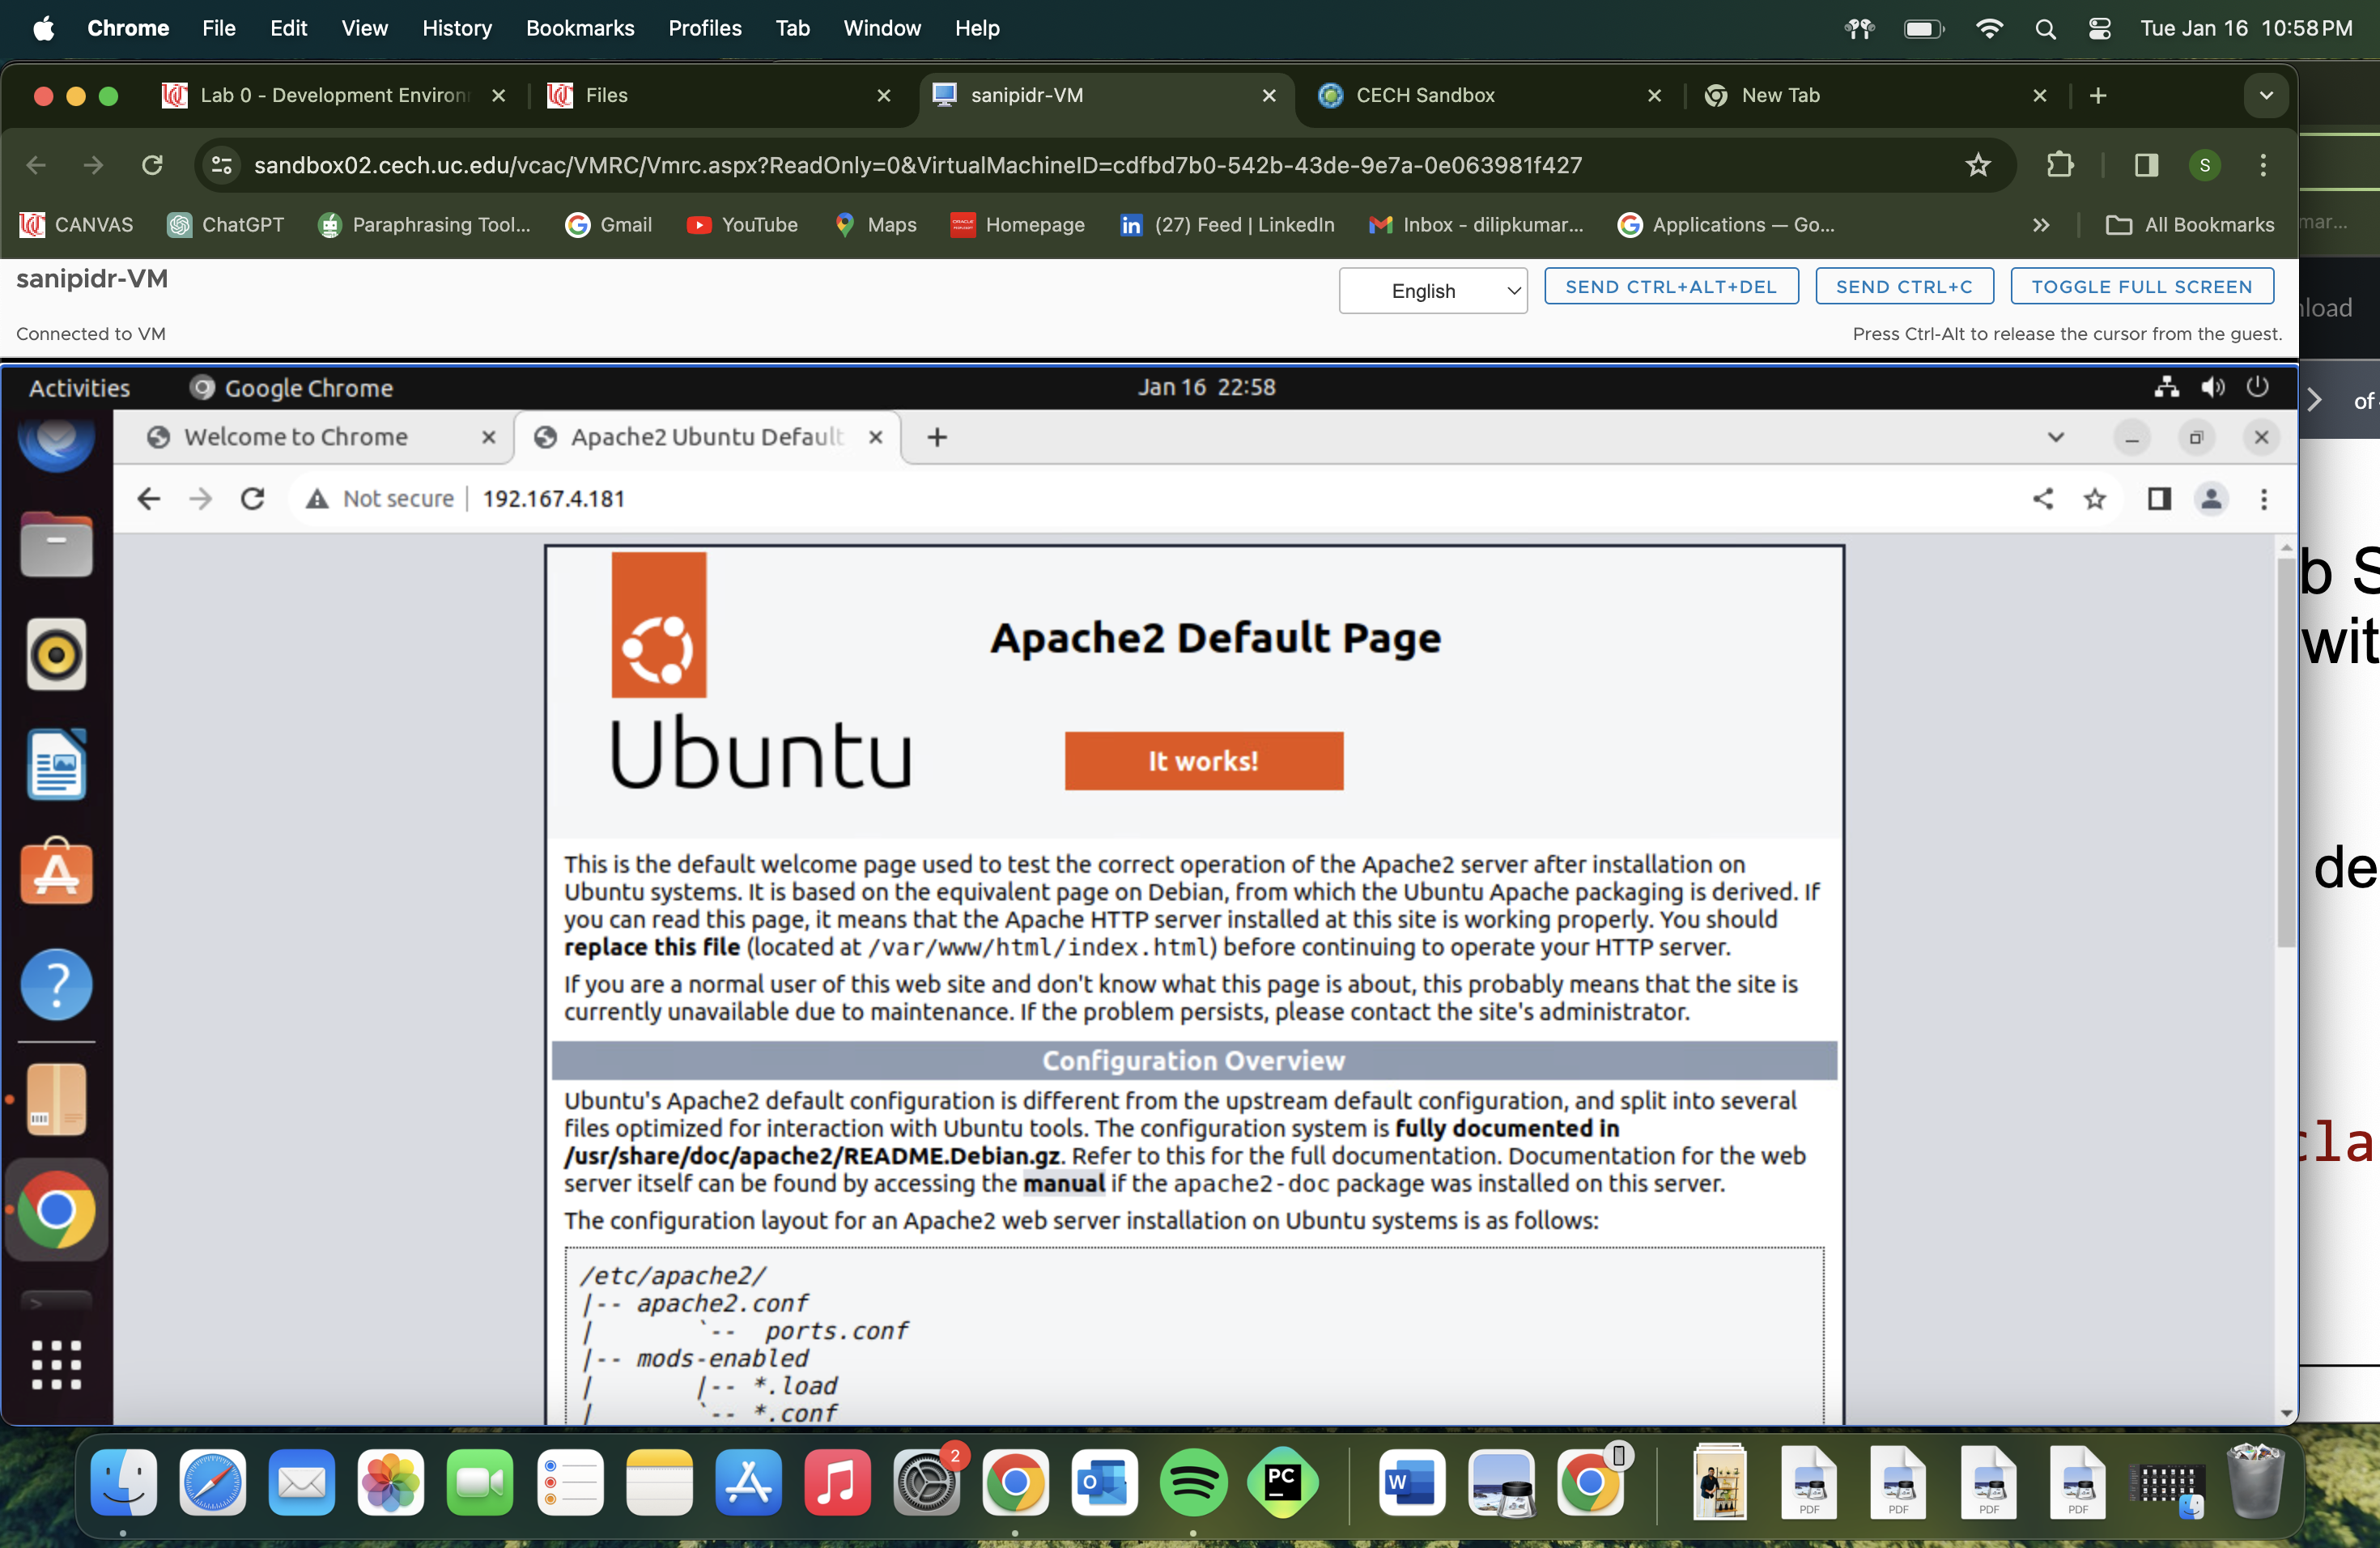 Chrome File Edit View History Bookmarks Profiles Tab Window Help Tue Jan 16 10:58 PM
Lab 0 - Development Environ Files sanipidr-VM CECH Sandbox New Tab
sandbox02.cech.uc.edu/vcac/VMRC/Vmrc.aspx?ReadOnly=0&VirtualMachineID=cdfbd7b0-542b-43de-9e7a-0e063981f427 S
CANVAS ChatGPT Paraphrasing Tool... Gmail YouTube Maps Homepage (27) Feed | LinkedIn Inbox - dilipkumar... Applications — Go... » All Bookmarks mar...
sanipidr-VM English SEND CTRL+ALT+DEL SEND CTRL+C TOGGLE FULL SCREEN
nload
Connected to VM Press Ctrl-Alt to release the cursor from the guest.
Activities Google Chrome Jan 16 22:58
of
Welcome to Chrome Apache2 Ubuntu Default
Not secure 192.167.4.181
b S
wit
Apache2 Default Page
Ubuntu
It works!
This is the default welcome page used to test the correct operation of the Apache2 server after installation on
Ubuntu systems. It is based on the equivalent page on Debian, from which the Ubuntu Apache packaging is derived. If
you can read this page, it means that the Apache HTTP server installed at this site is working properly. You should
replace this file (located at /var/www/html/index.html) before continuing to operate your HTTP server.
de
If you are a normal user of this web site and don't know what this page is about, this probably means that the site is
currently unavailable due to maintenance. If the problem persists, please contact the site's administrator.
Configuration Overview
Ubuntu's Apache2 default configuration is different from the upstream default configuration, and split into several
files optimized for interaction with Ubuntu tools. The configuration system is fully documented in
/usr/share/doc/apache2/README.Debian.gz. Refer to this for the full documentation. Documentation for the web
server itself can be found by accessing the manual if the apache2-doc package was installed on this server.
cla
The configuration layout for an Apache2 web server installation on Ubuntu systems is as follows:
/etc/apache2/
|-- apache2.conf
|       `--  ports.conf
|-- mods-enabled
|       |-- *.load
|       `-- *.conf
2
PC
W
PDF PDF PDF PDF